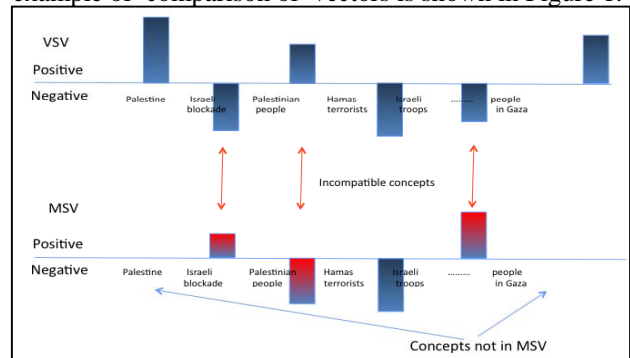 example of comparison of vectors is shown in Figure 1.
VSV
Positive
Negative
Palestine Israeli blockade Palestinian people Hamas terrorists Israeli troops ......... people in Gaza
Incompatible concepts
MSV
Positive
Negative
Palestine Israeli blockade Palestinian people Hamas terrorists Israeli troops ......... people in Gaza
Concepts not in MSV